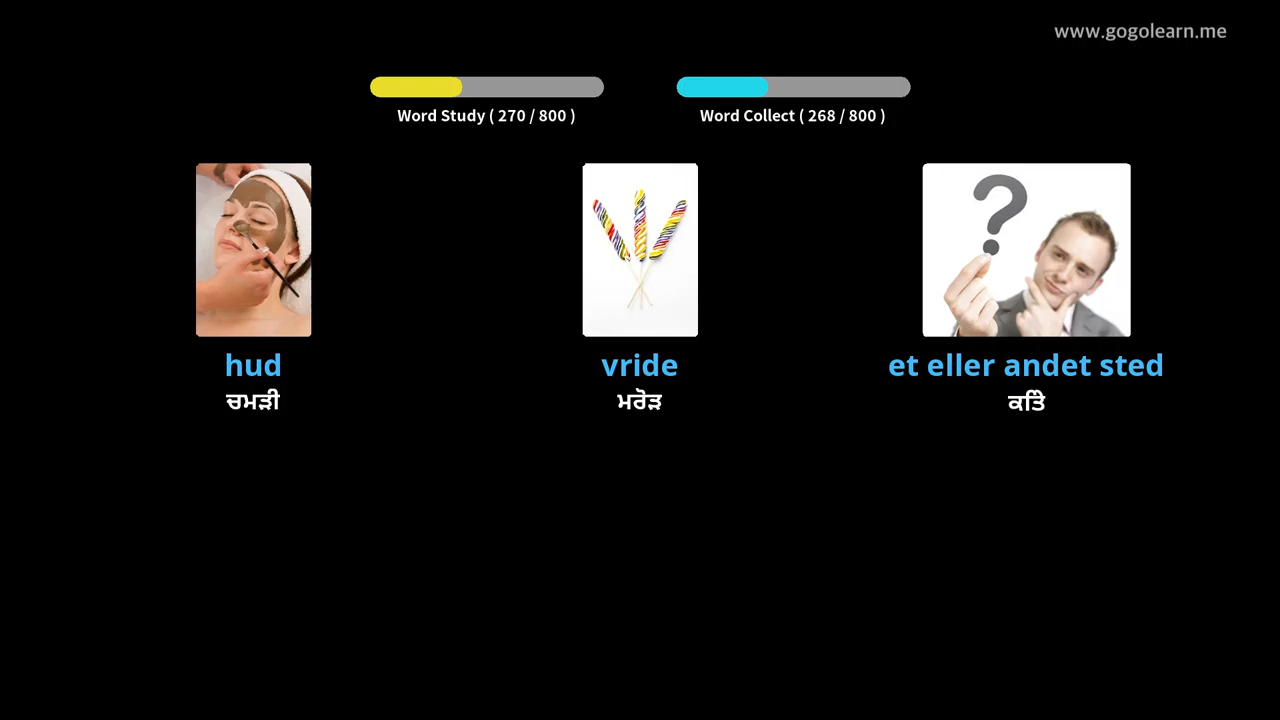 www.gogolearn.me
Word Study ( 270 / 800 )
Word Collect ( 268 / 800 )
hud
vride
et eller andet sted
ਚਮੜੀ
ਮਰੋੜ
ਕਤਿੇ